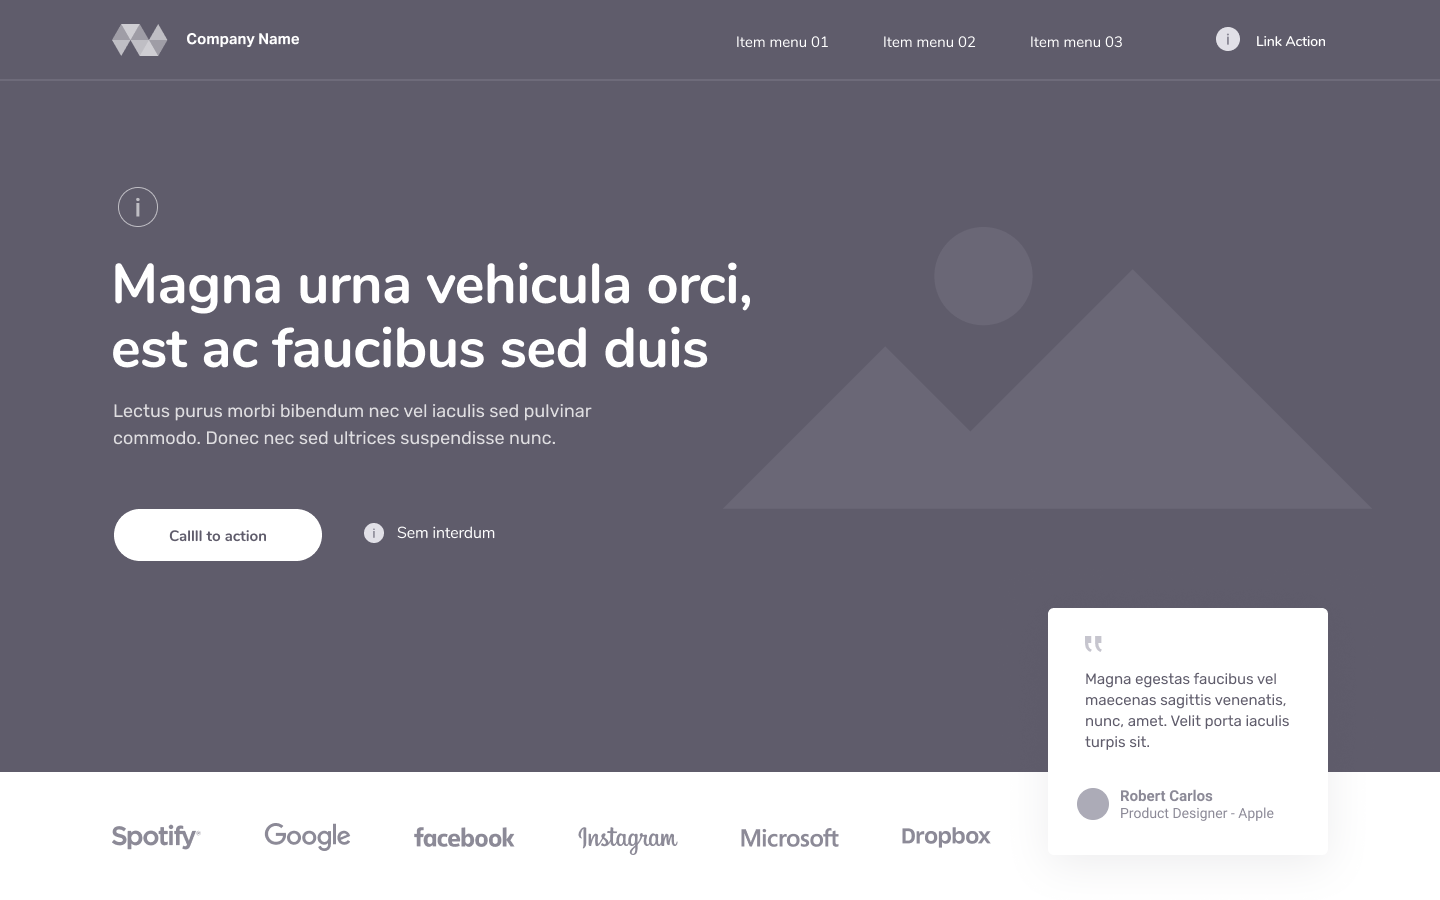 Company Name
Item menu 01
Item menu 02
Item menu 03
i
Link Action
i
Magna urna vehicula orci,
est ac faucibus sed duis
Lectus purus morbi bibendum nec vel iaculis sed pulvinar
commodo. Donec nec sed ultrices suspendisse nunc.
Callll to action
i
Sem interdum
"
Magna egestas faucibus vel
maecenas sagittis venenatis,
nunc, amet. Velit porta iaculis
turpis sit.
Robert Carlos
Product Designer - Apple
Spotify
Google
facebook
Instagram
Microsoft
Dropbox